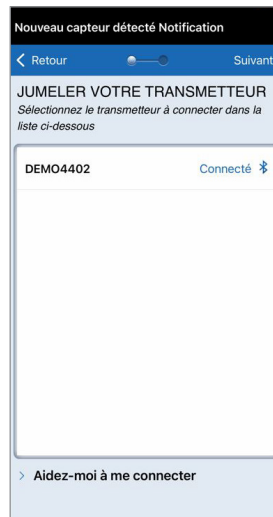 Nouveau capteur détecté Notification
Retour Suivant
JUMELER VOTRE TRANSMETTEUR
Sélectionnez le transmetteur à connecter dans la
liste ci-dessous
DEMO4402 Connecté
Aidez-moi à me connecter